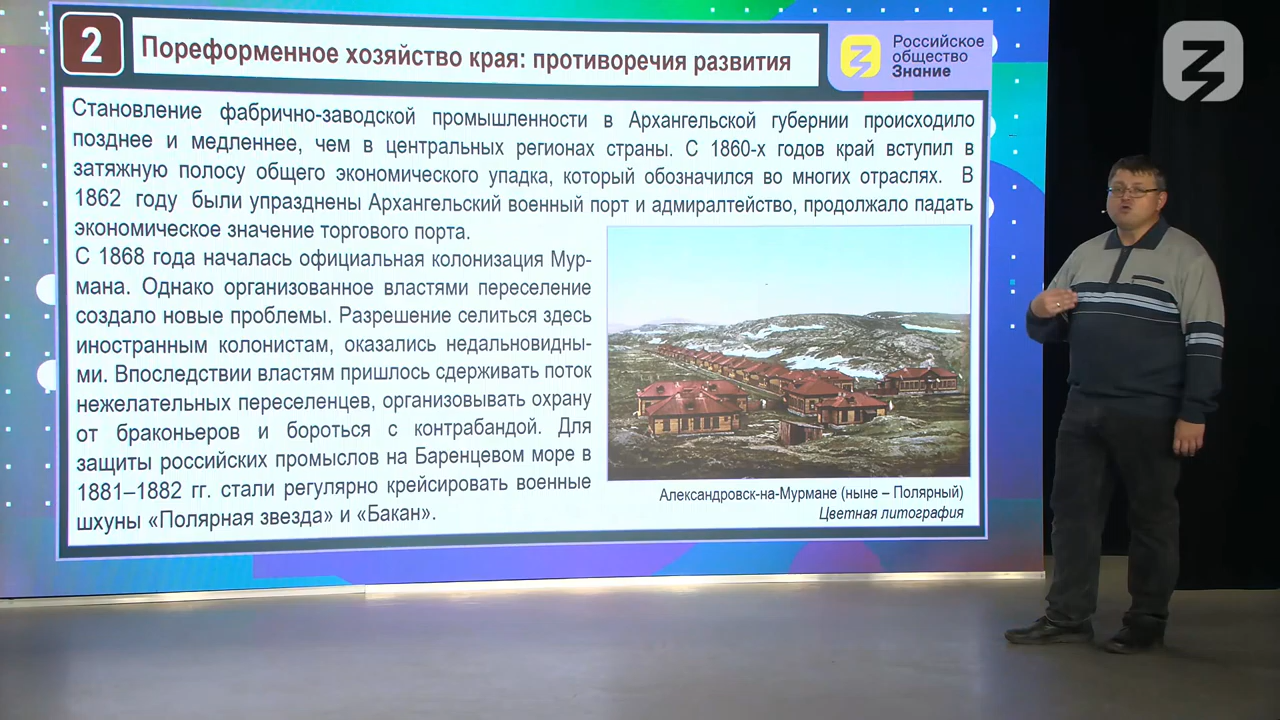 2
Пореформенное хозяйство края: противоречия развития
Российское
общество
Знание
Становление фабрично-заводской промышленности в Архангельской губернии происходило
позднее и медленнее, чем в центральных регионах страны. С 1860-х годов край вступил в
затяжную полосу общего экономического упадка, который обозначился во многих отраслях. В
1862 году были упразднены Архангельский военный порт и адмиралтейство, продолжало падать
экономическое значение торгового порта.
С 1868 года началась официальная колонизация Мур-
мана. Однако организованное властями переселение
создало новые проблемы. Разрешение селиться здесь
иностранным колонистам, оказались недальновидны-
ми. Впоследствии властям пришлось сдерживать поток
нежелательных переселенцев, организовывать охрану
от браконьеров и бороться с контрабандой. Для
защиты российских промыслов на Баренцевом море в
1881–1882 гг. стали регулярно крейсировать военные
шхуны «Полярная звезда» и «Бакан».
Александровск-на-Мурмане (ныне – Полярный)
Цветная литография